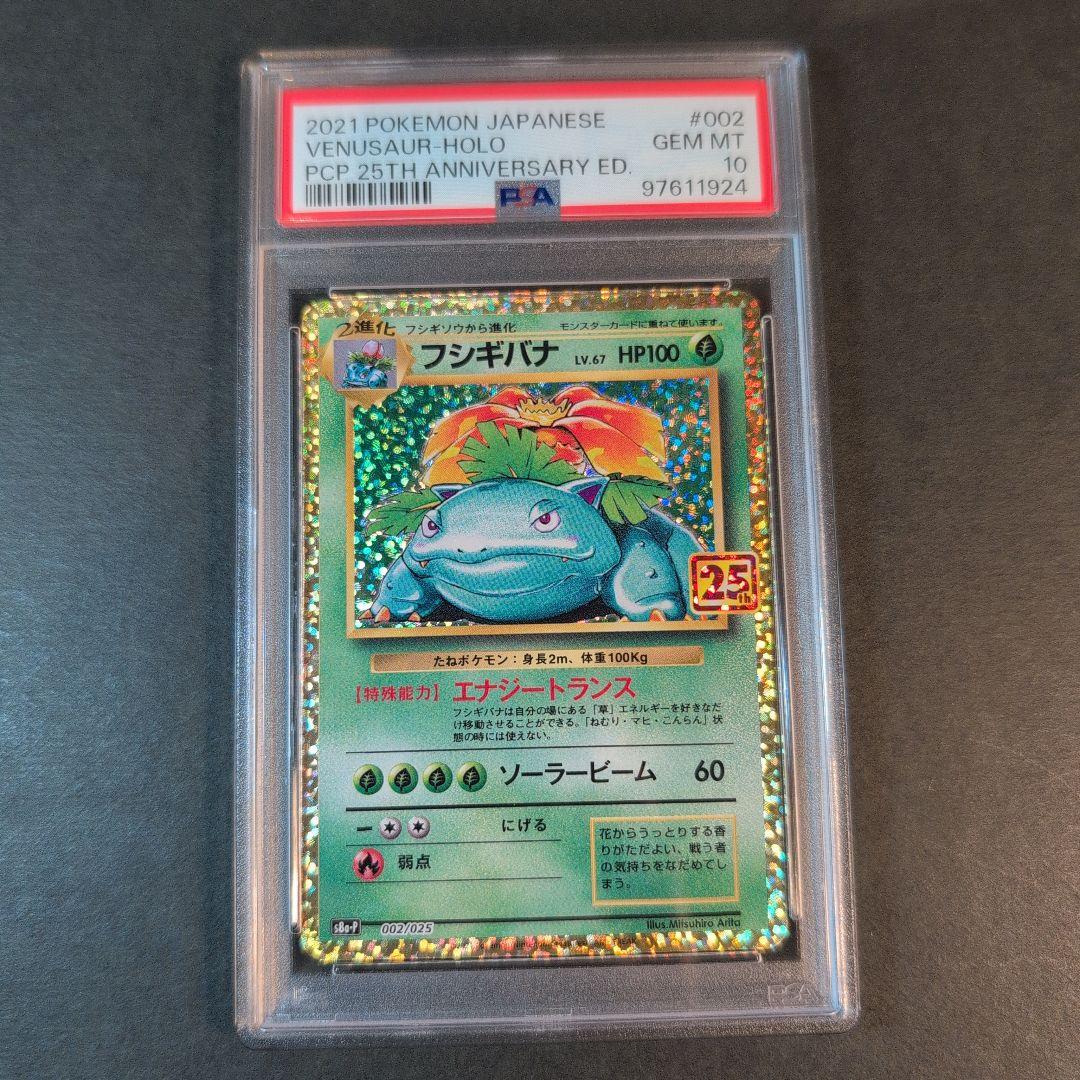 2021 POKEMON JAPANESE #002
VENUSAUR-HOLO GEM MT
PCP 25TH ANNIVERSARY ED. 10
PSA 97611924
2進化 フシギソウから進化 モンスターカードに重ねて使います。
フシギバナ LV.67 HP100
25th
たねポケモン：身長2m、体重100Kg
【特殊能力】 エナジートランス
フシギバナは自分の場にある「草」エネルギーを好きなだ
け移動させることができる。「ねむり・マヒ・こんらん」状
態の時には使えない。
ソーラービーム 60
にげる
弱点
花からうっとりする香
りがただよい、戦う者
の気持ちをなだめてし
まう。
s8a-P 002/025 Illus.Mitsuhiro Arita
PSA